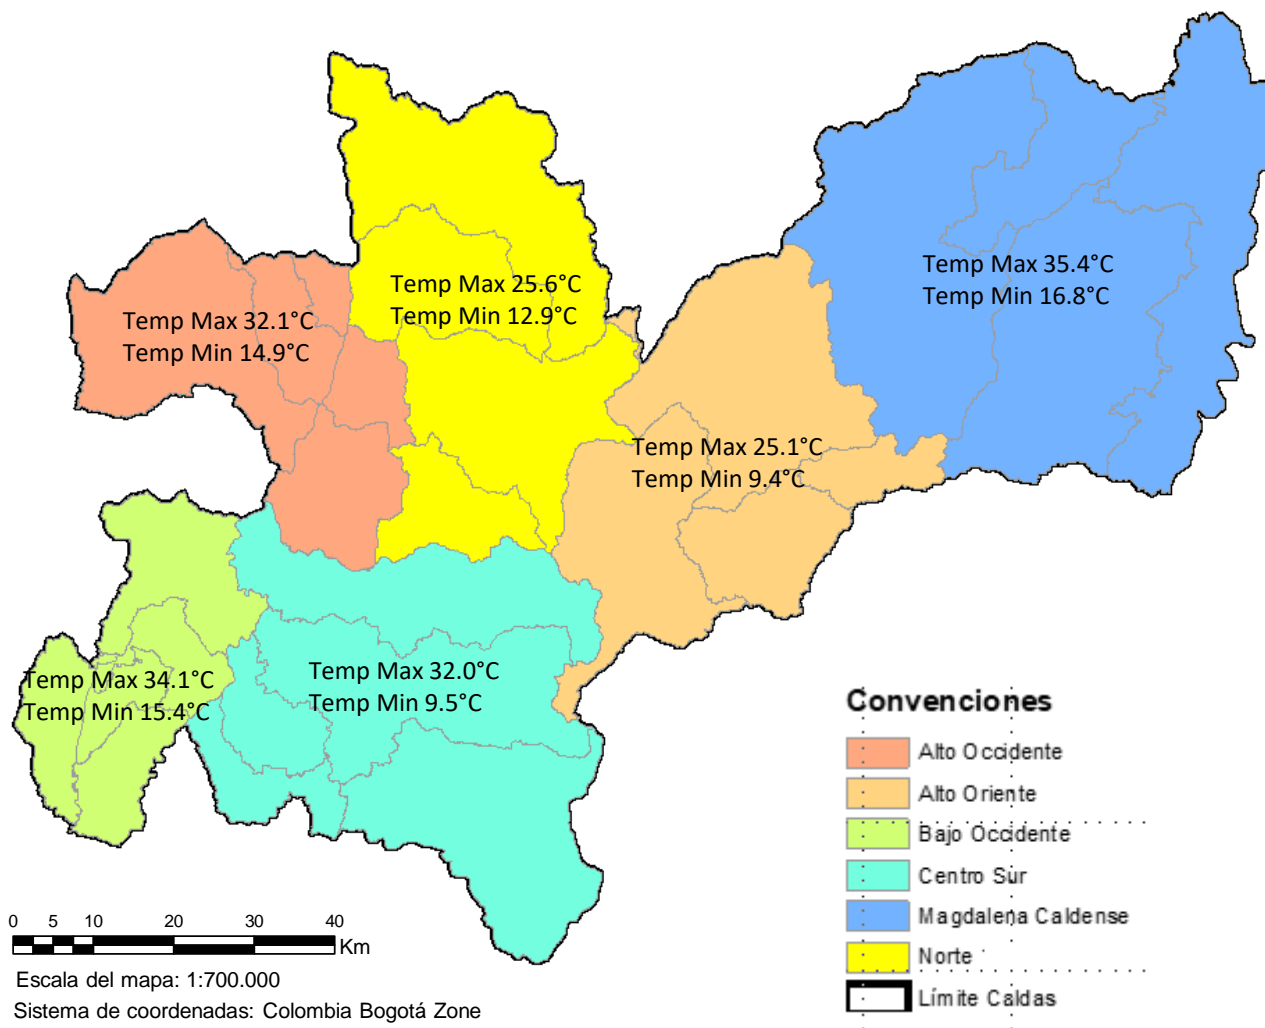 Temp Max 35.4°C
Temp Min 16.8°C
Temp Max 25.6°C
Temp Min 12.9°C
Temp Max 32.1°C
Temp Min 14.9°C
Temp Max 25.1°C
Temp Min 9.4°C
Temp Max 32.0°C
Temp Min 9.5°C
Temp Max 34.1°C
Temp Min 15.4°C
Convenciones
Alto Occidente
Alto Oriente
Bajo Occidente
Centro Sur
Magdalena Caldense
Norte
Límite Caldas
0 5 10 20 30 40
Km
Escala del mapa: 1:700.000
Sistema de coordenadas: Colombia Bogotá Zone